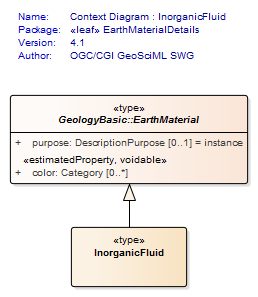 Name: Context Diagram : InorganicFluid
Package: «leaf» EarthMaterialDetails
Version: 4.1
Author: OGC/CGI GeoSciML SWG
«type»
GeologyBasic::EarthMaterial
+ purpose: DescriptionPurpose [0..1] = instance
«estimatedProperty, voidable»
+ color: Category [0..*]
«type»
InorganicFluid